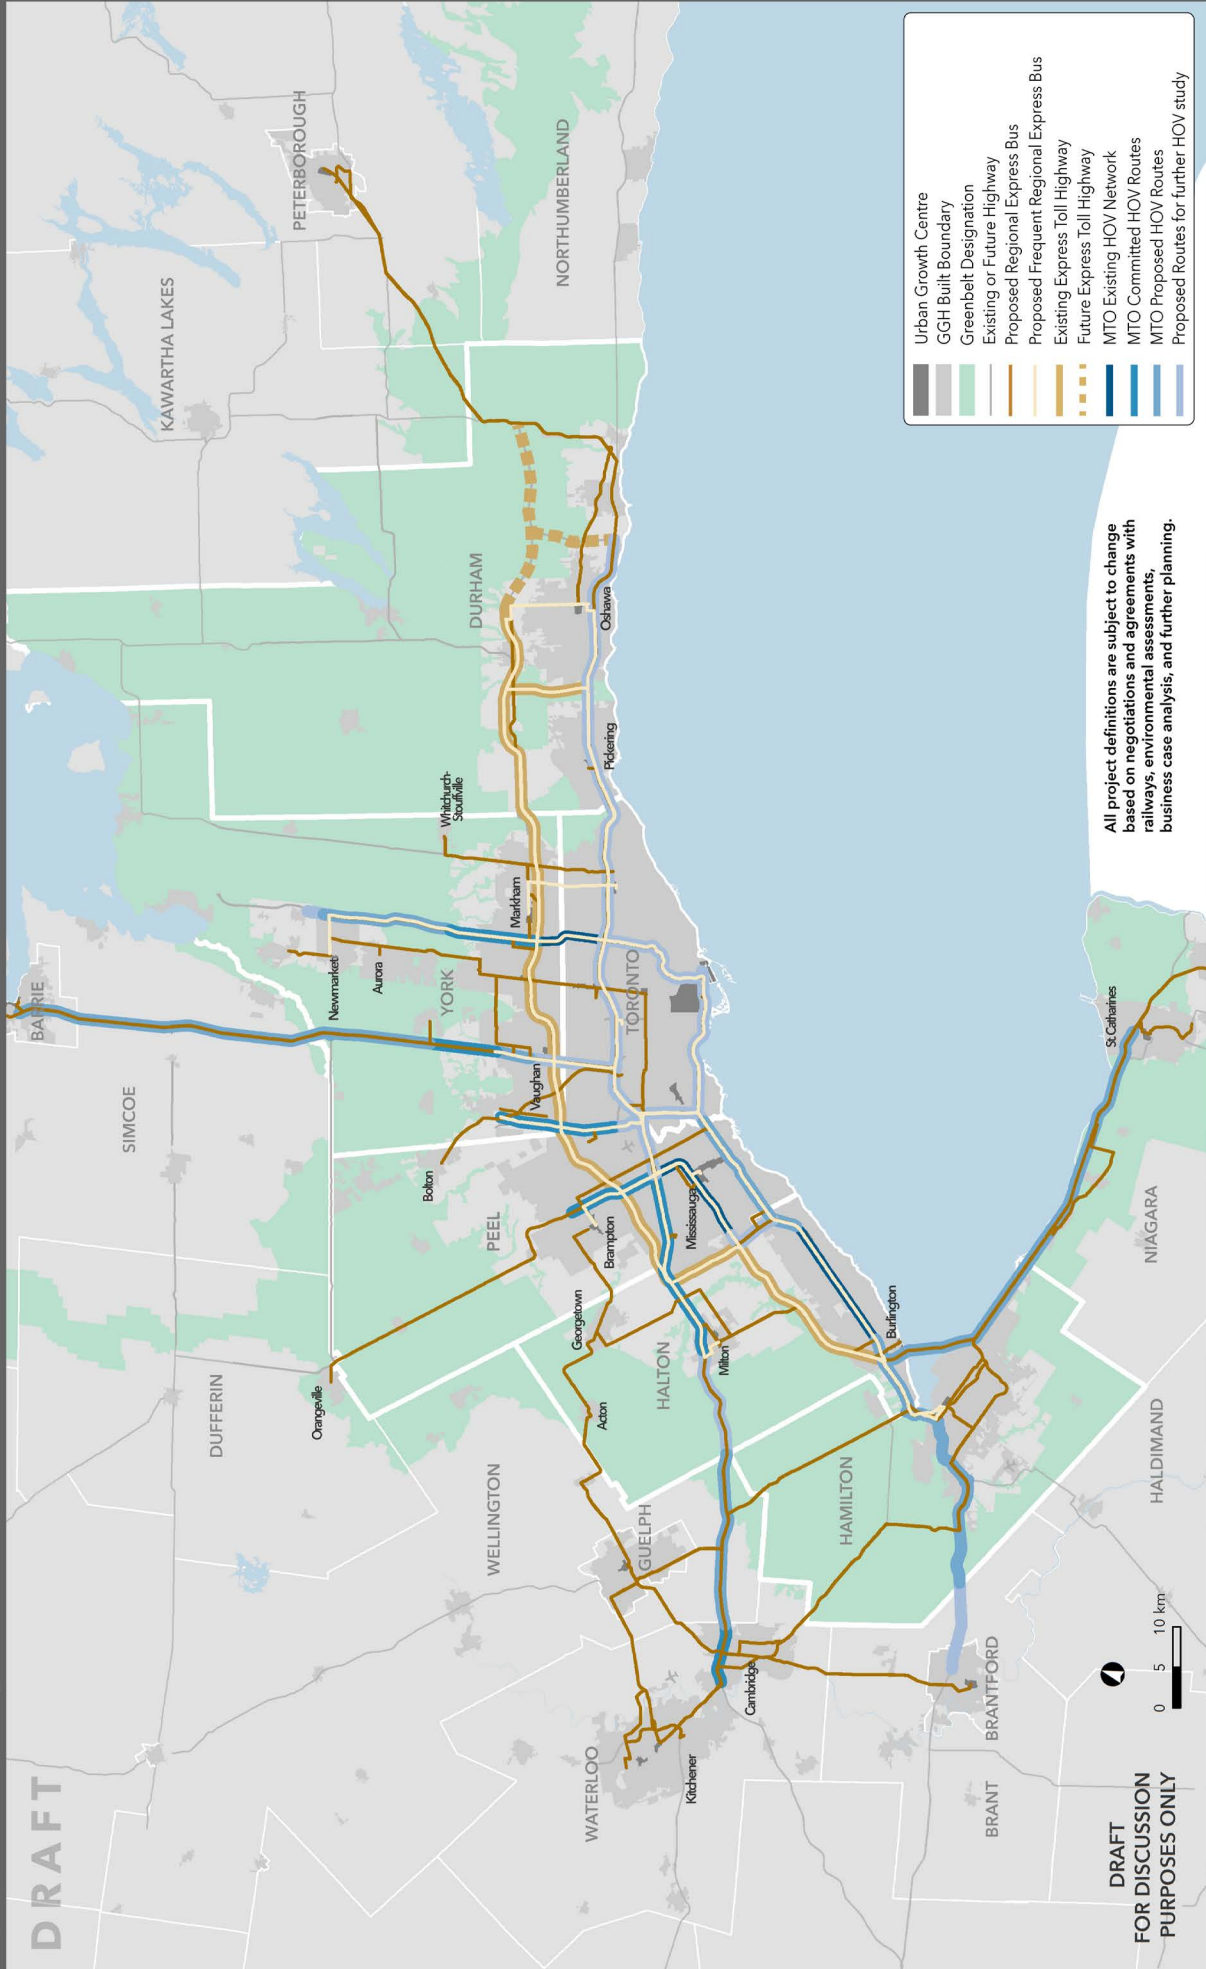 DRAFT
BARRIE
SIMCOE
KAWARTHA LAKES
PETERBOROUGH
DUFFERIN
Orangeville
Newmarket
Aurora
YORK
Whitchurch-
Stouffville
DURHAM
NORTHUMBERLAND
Bolton
PEEL
Vaughan
Markham
WELLINGTON
Acton
Georgetown
Brampton
TORONTO
Pickering
Oshawa
WATERLOO
GUELPH
HALTON
Milton
Mississauga
Kitchener
Cambridge
HAMILTON
Burlington
BRANTFORD
BRANT
HALDIMAND
NIAGARA
St. Catharines
DRAFT
FOR DISCUSSION
PURPOSES ONLY
0 5 10 km
All project definitions are subject to change
based on negotiations and agreements with
railways, environmental assessments,
business case analysis, and further planning.
Urban Growth Centre
GGH Built Boundary
Greenbelt Designation
Existing or Future Highway
Proposed Regional Express Bus
Proposed Frequent Regional Express Bus
Existing Express Toll Highway
Future Express Toll Highway
MTO Existing HOV Network
MTO Committed HOV Routes
MTO Proposed HOV Routes
Proposed Routes for further HOV study